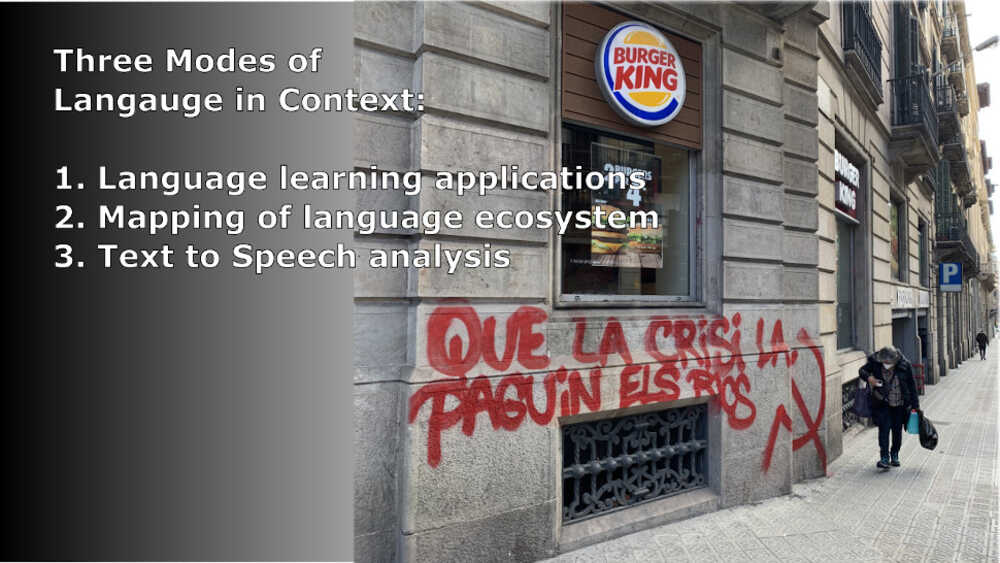 Three Modes of
Langauge in Context:
1. Language learning applications
2. Mapping of language ecosystem
3. Text to Speech analysis
BURGER
KING
BURGERS
4
BURGER
KING
P
QUE LA CRISI LA
PAGUIN ELS RICS